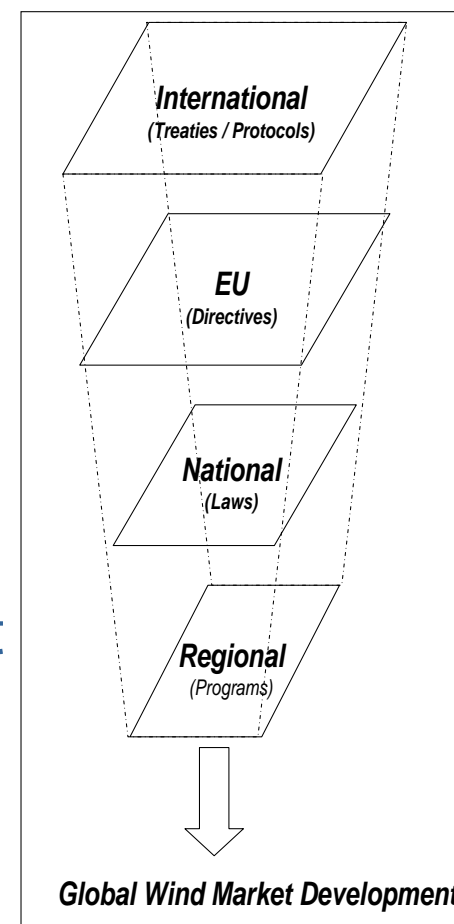 International
(Treaties / Protocols)
EU
(Directives)
National
(Laws)
Regional
(Programs)
Global Wind Market Development